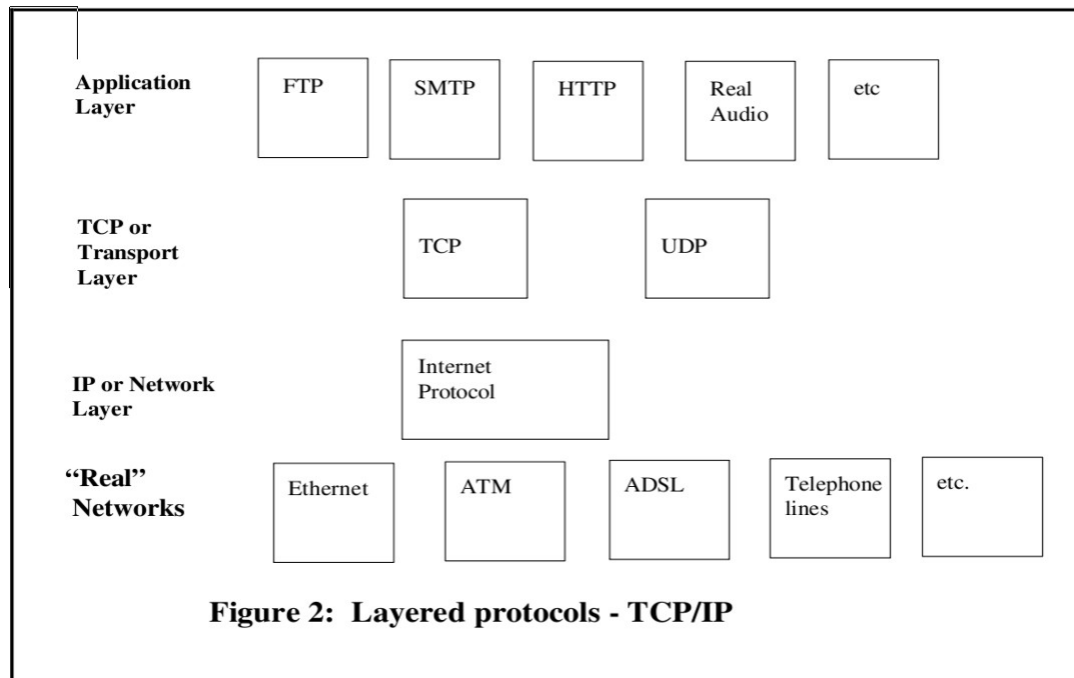 Application
Layer
FTP
SMTP
HTTP
Real
Audio
etc
TCP or
Transport
Layer
TCP
UDP
IP or Network
Layer
Internet
Protocol
“Real”
Networks
Ethernet
ATM
ADSL
Telephone
lines
etc.
Figure 2: Layered protocols - TCP/IP